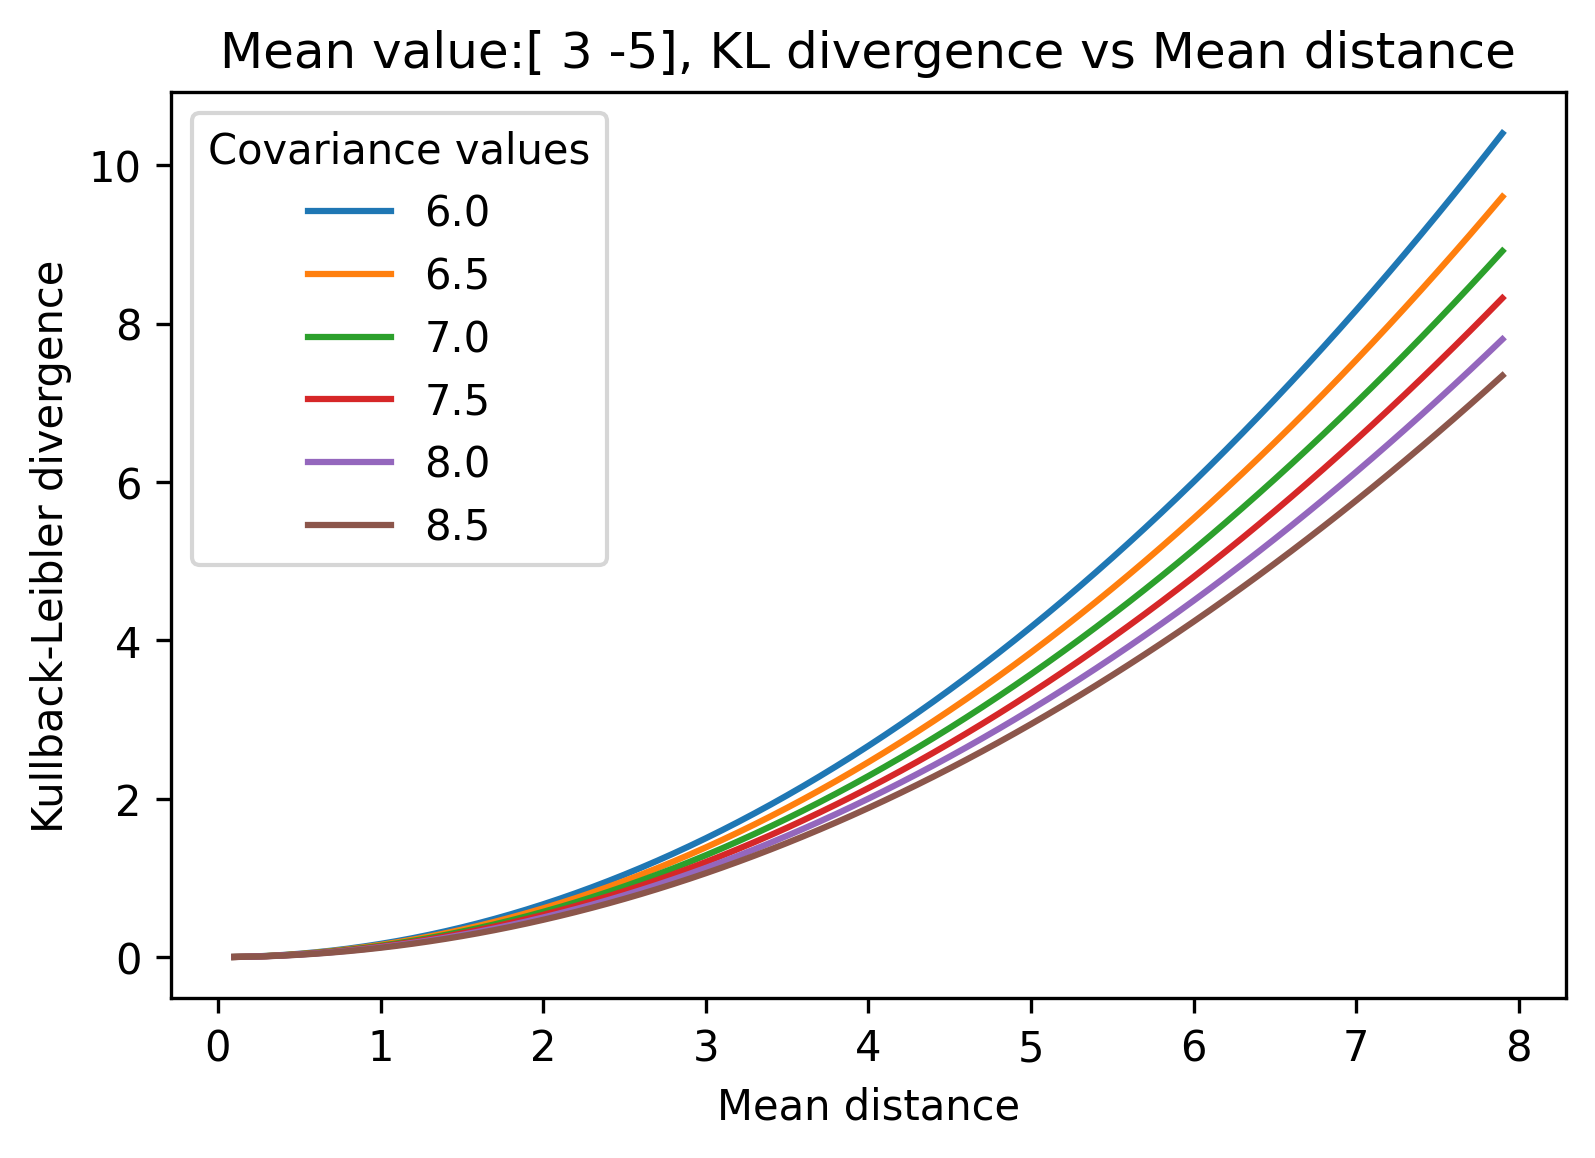 Mean value:[ 3 -5], KL divergence vs Mean distance
Covariance values
6.0
6.5
7.0
7.5
8.0
8.5
Kullback-Leibler divergence
10
8
6
4
2
0
0 1 2 3 4 5 6 7 8
Mean distance